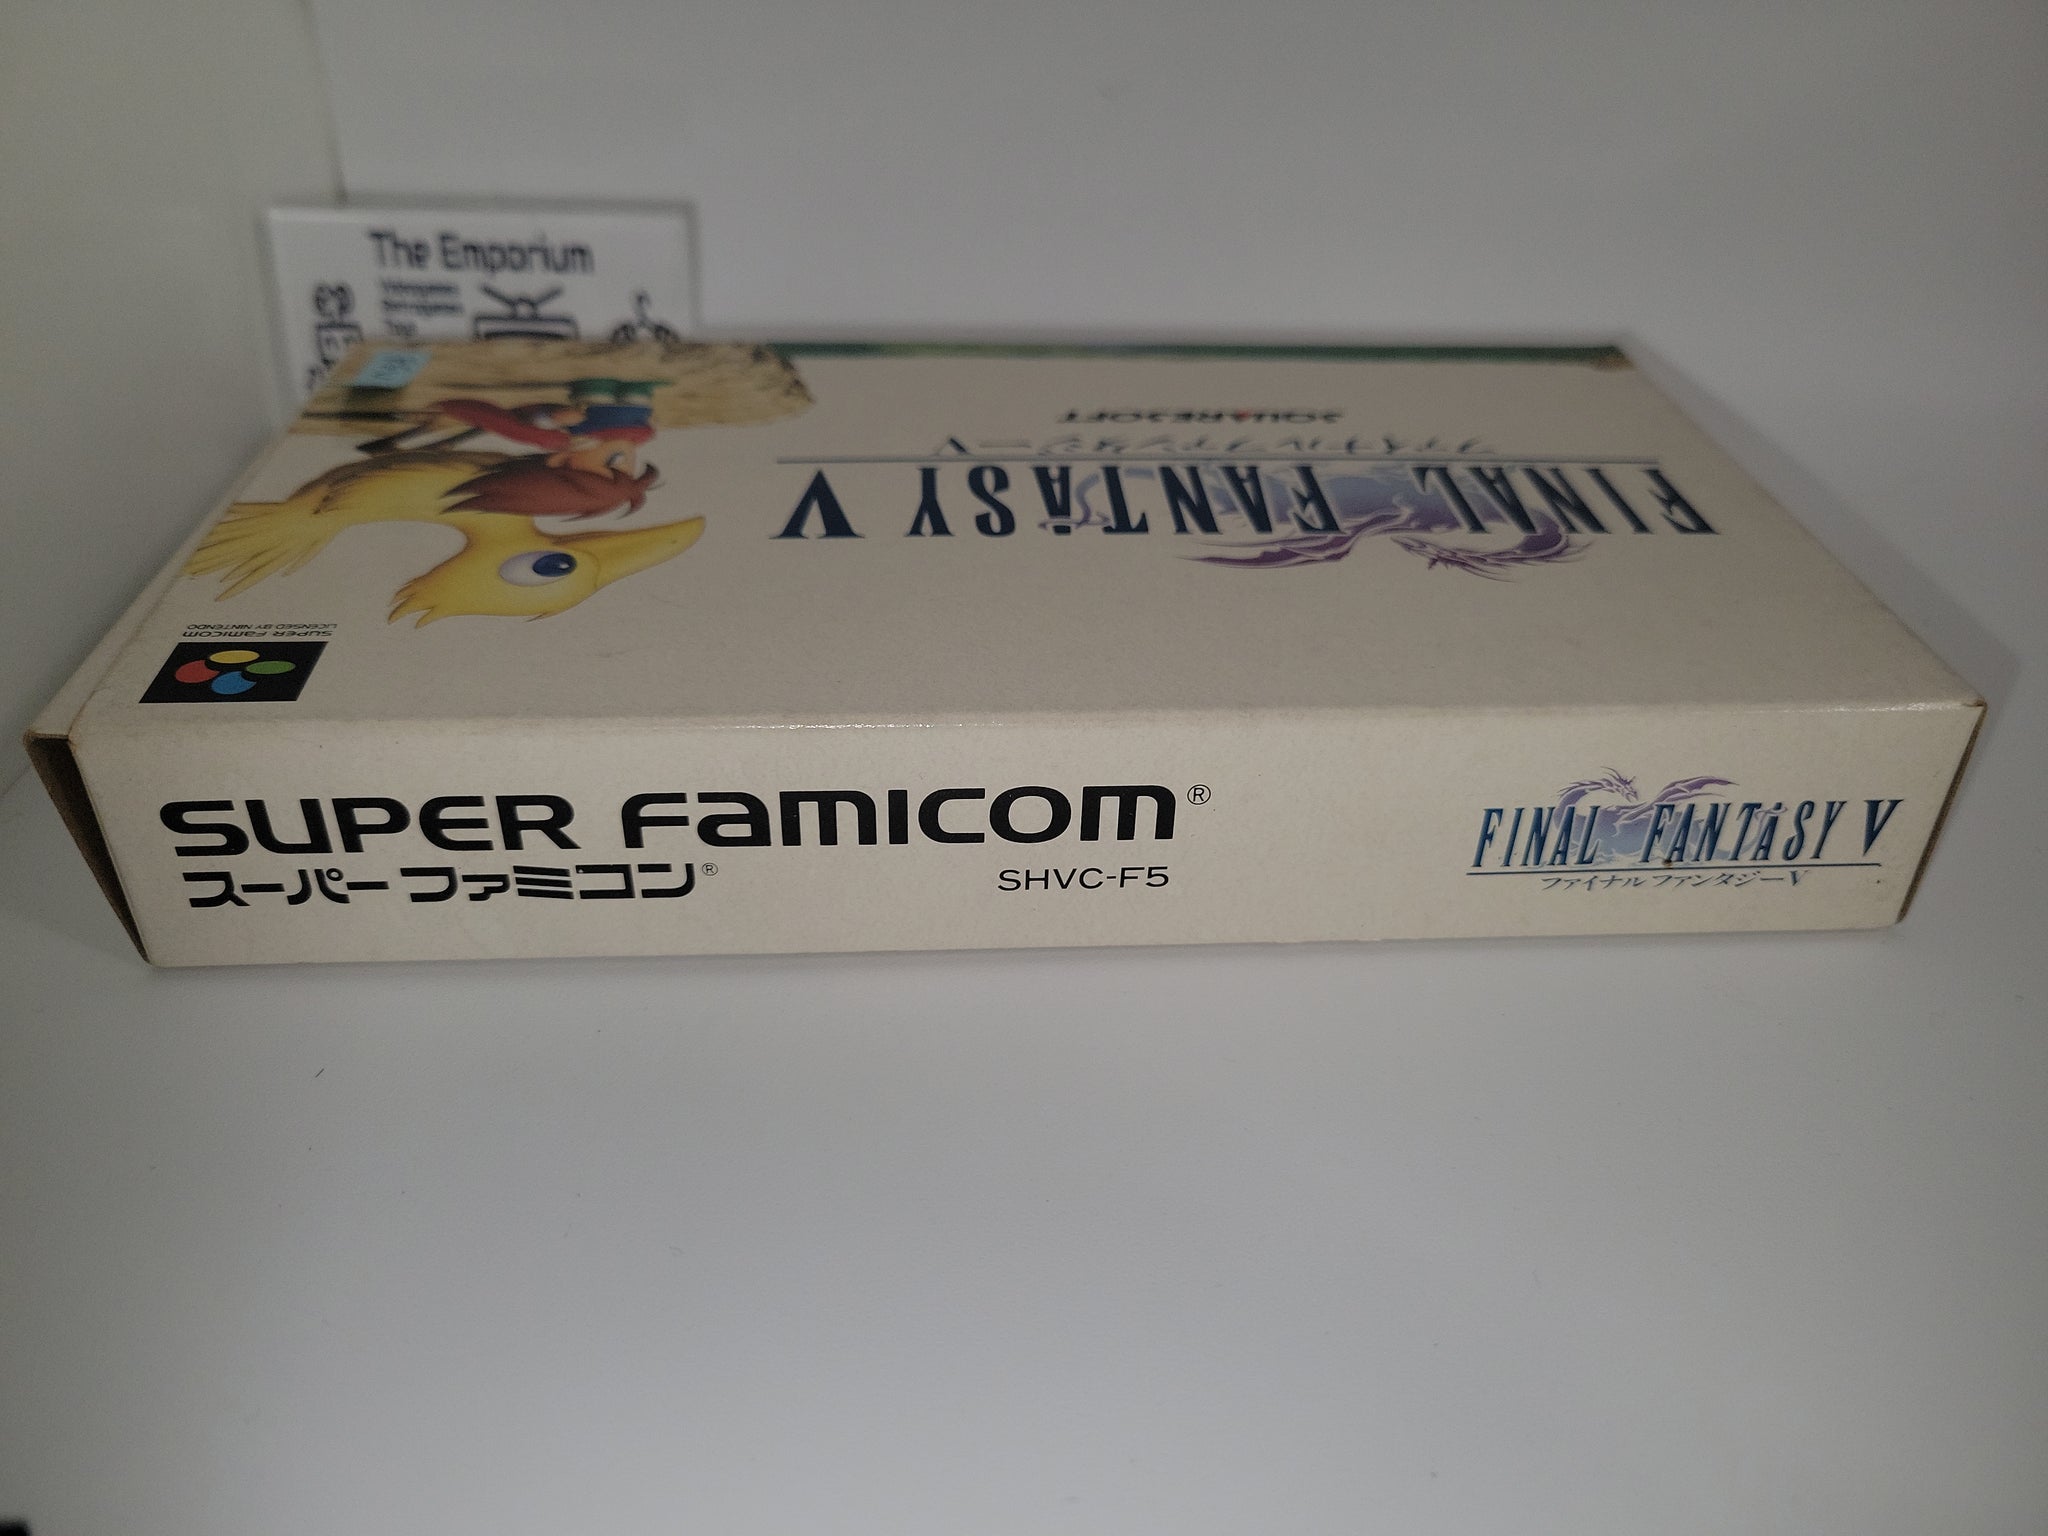 The Emporium
SQUARESOFT
ファイナルファンタジーV
FINAL FANTASY V
SUPER FAMICOM
LICENSED BY NINTENDO
SUPER FAMICOM®
スーパーファミコン®
SHVC-F5
FINAL FANTASY V
ファイナルファンタジーV